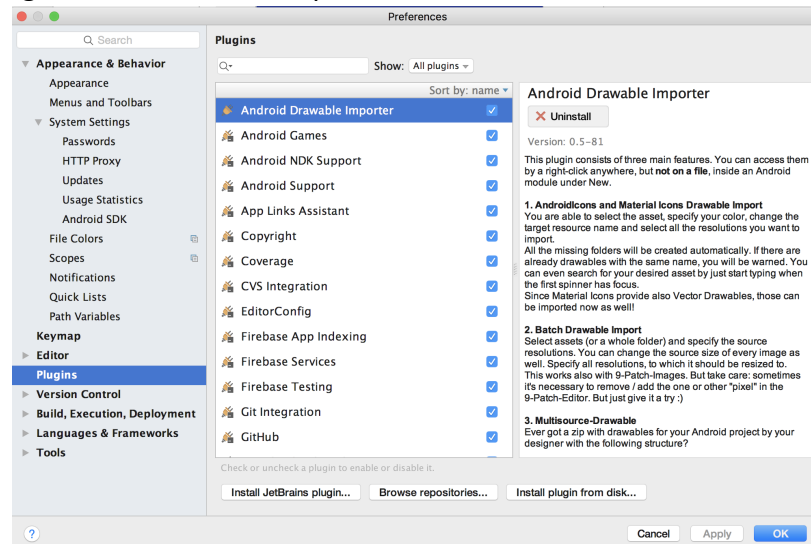 Preferences
Search
Appearance & Behavior
Appearance
Menus and Toolbars
System Settings
Passwords
HTTP Proxy
Updates
Usage Statistics
Android SDK
File Colors
Scopes
Notifications
Quick Lists
Path Variables
Keymap
Editor
Plugins
Version Control
Build, Execution, Deployment
Languages & Frameworks
Tools
Plugins
Show: All plugins
Sort by: name
Android Drawable Importer
Android Games
Android NDK Support
Android Support
App Links Assistant
Copyright
Coverage
CVS Integration
EditorConfig
Firebase App Indexing
Firebase Services
Firebase Testing
Git Integration
GitHub
Check or uncheck a plugin to enable or disable it.
Install JetBrains plugin... Browse repositories... Install plugin from disk...
Android Drawable Importer
Uninstall
Version: 0.5-81
This plugin consists of three main features. You can access them
by a right-click anywhere, but not on a file, inside an Android
module under New.
1. AndroidIcons and Material Icons Drawable Import
You are able to select the asset, specify your color, change the
target resource name and select all the resolutions you want to
import.
All the missing folders will be created automatically. If there are
already drawables with the same name, you will be warned. You
can even search for your desired asset by just start typing when
the first spinner has focus.
Since Material Icons provide also Vector Drawables, those can
be imported now as well!
2. Batch Drawable Import
Select assets (or a whole folder) and specify the source
resolutions. You can change the source size of every image as
well. Specify all resolutions, to which it should be resized to.
This works also with 9-Patch-Images. But take care: sometimes
it's necessary to remove / add the one or other "pixel" in the
9-Patch-Editor. But just give it a try :)
3. Multisource-Drawable
Ever got a zip with drawables for your Android project by your
designer with the following structure?
?
Cancel Apply OK